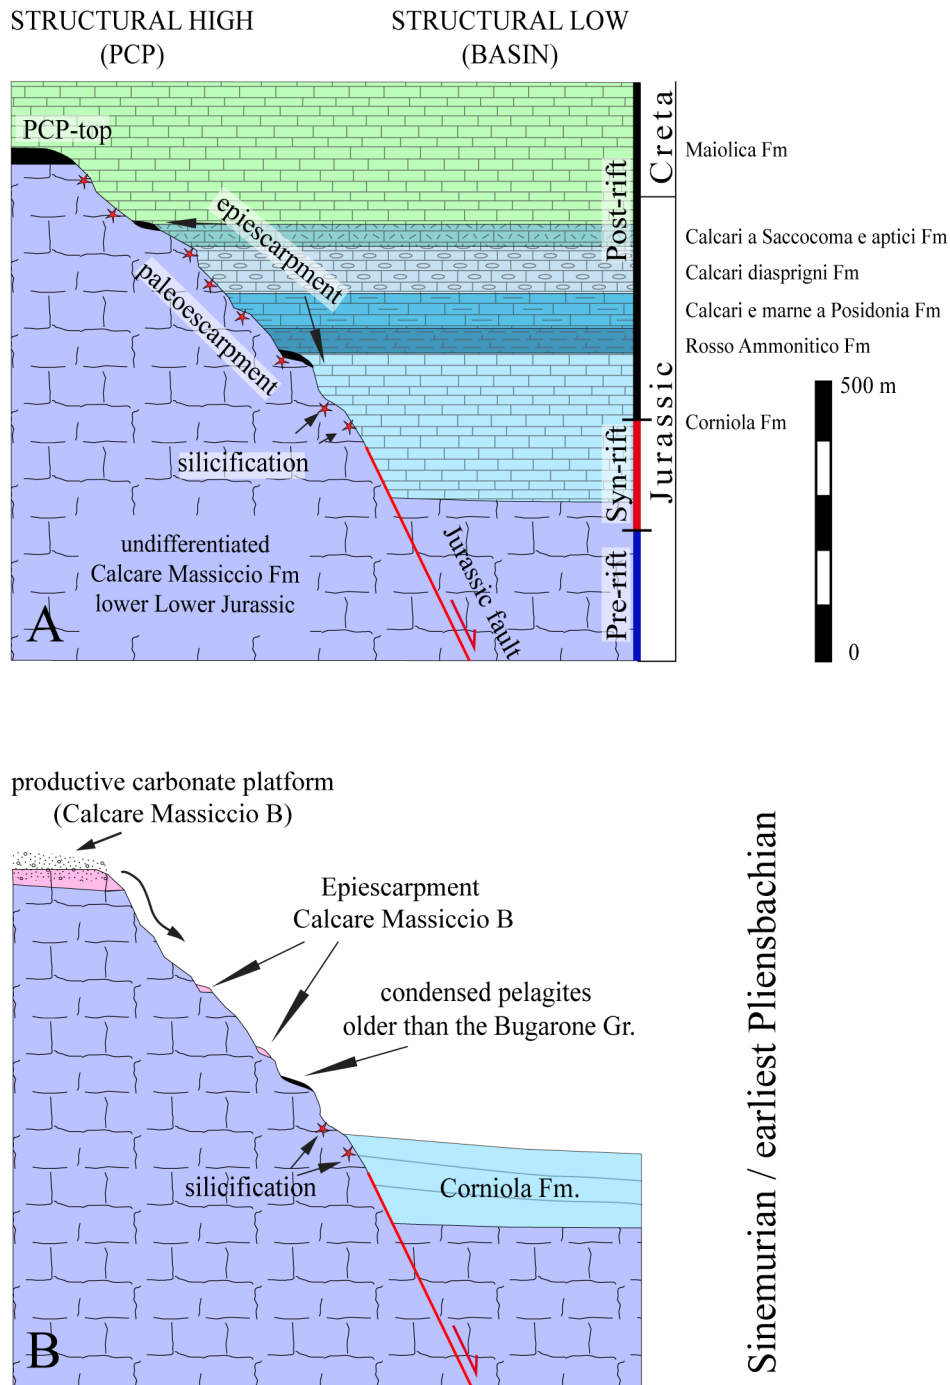 STRUCTURAL HIGH
(PCP)
STRUCTURAL LOW
(BASIN)
PCP-top
epiescarpment
paleoescarpment
silicification
undifferentiated
Calcare Massiccio Fm
lower Lower Jurassic
A
Jurassic fault
Post-rift
Syn-rift
Pre-rift
Creta
Jurassic
Maiolica Fm
Calcari a Saccocoma e aptici Fm
Calcari diasprigni Fm
Calcari e marne a Posidonia Fm
Rosso Ammonitico Fm
Corniola Fm
500 m
0
productive carbonate platform
(Calcare Massiccio B)
Epiescarpment
Calcare Massiccio B
condensed pelagites
older than the Bugarone Gr.
silicification
Corniola Fm.
B
Sinemurian / earliest Pliensbachian